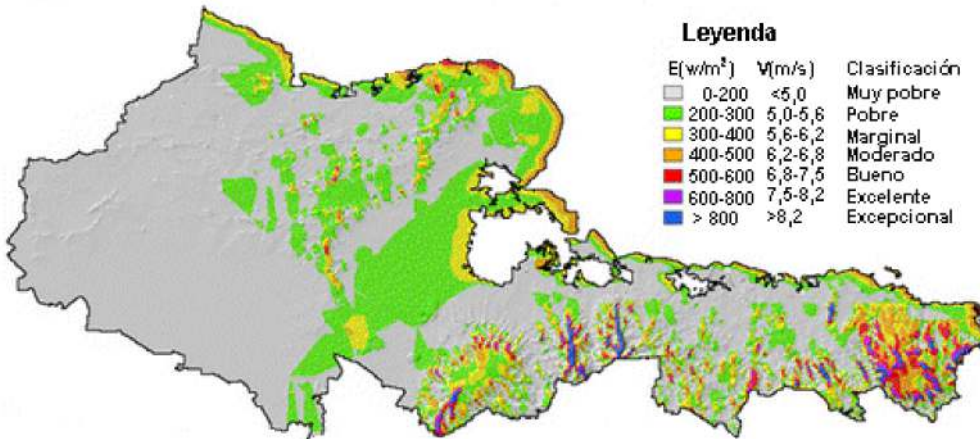 Leyenda
E(w/m²) V(m/s) Clasificación
0-200 <5,0 Muy pobre
200-300 5,0-5,6 Pobre
300-400 5,6-6,2 Marginal
400-500 6,2-6,8 Moderado
500-600 6,8-7,5 Bueno
600-800 7,5-8,2 Excelente
> 800 >8,2 Excepcional